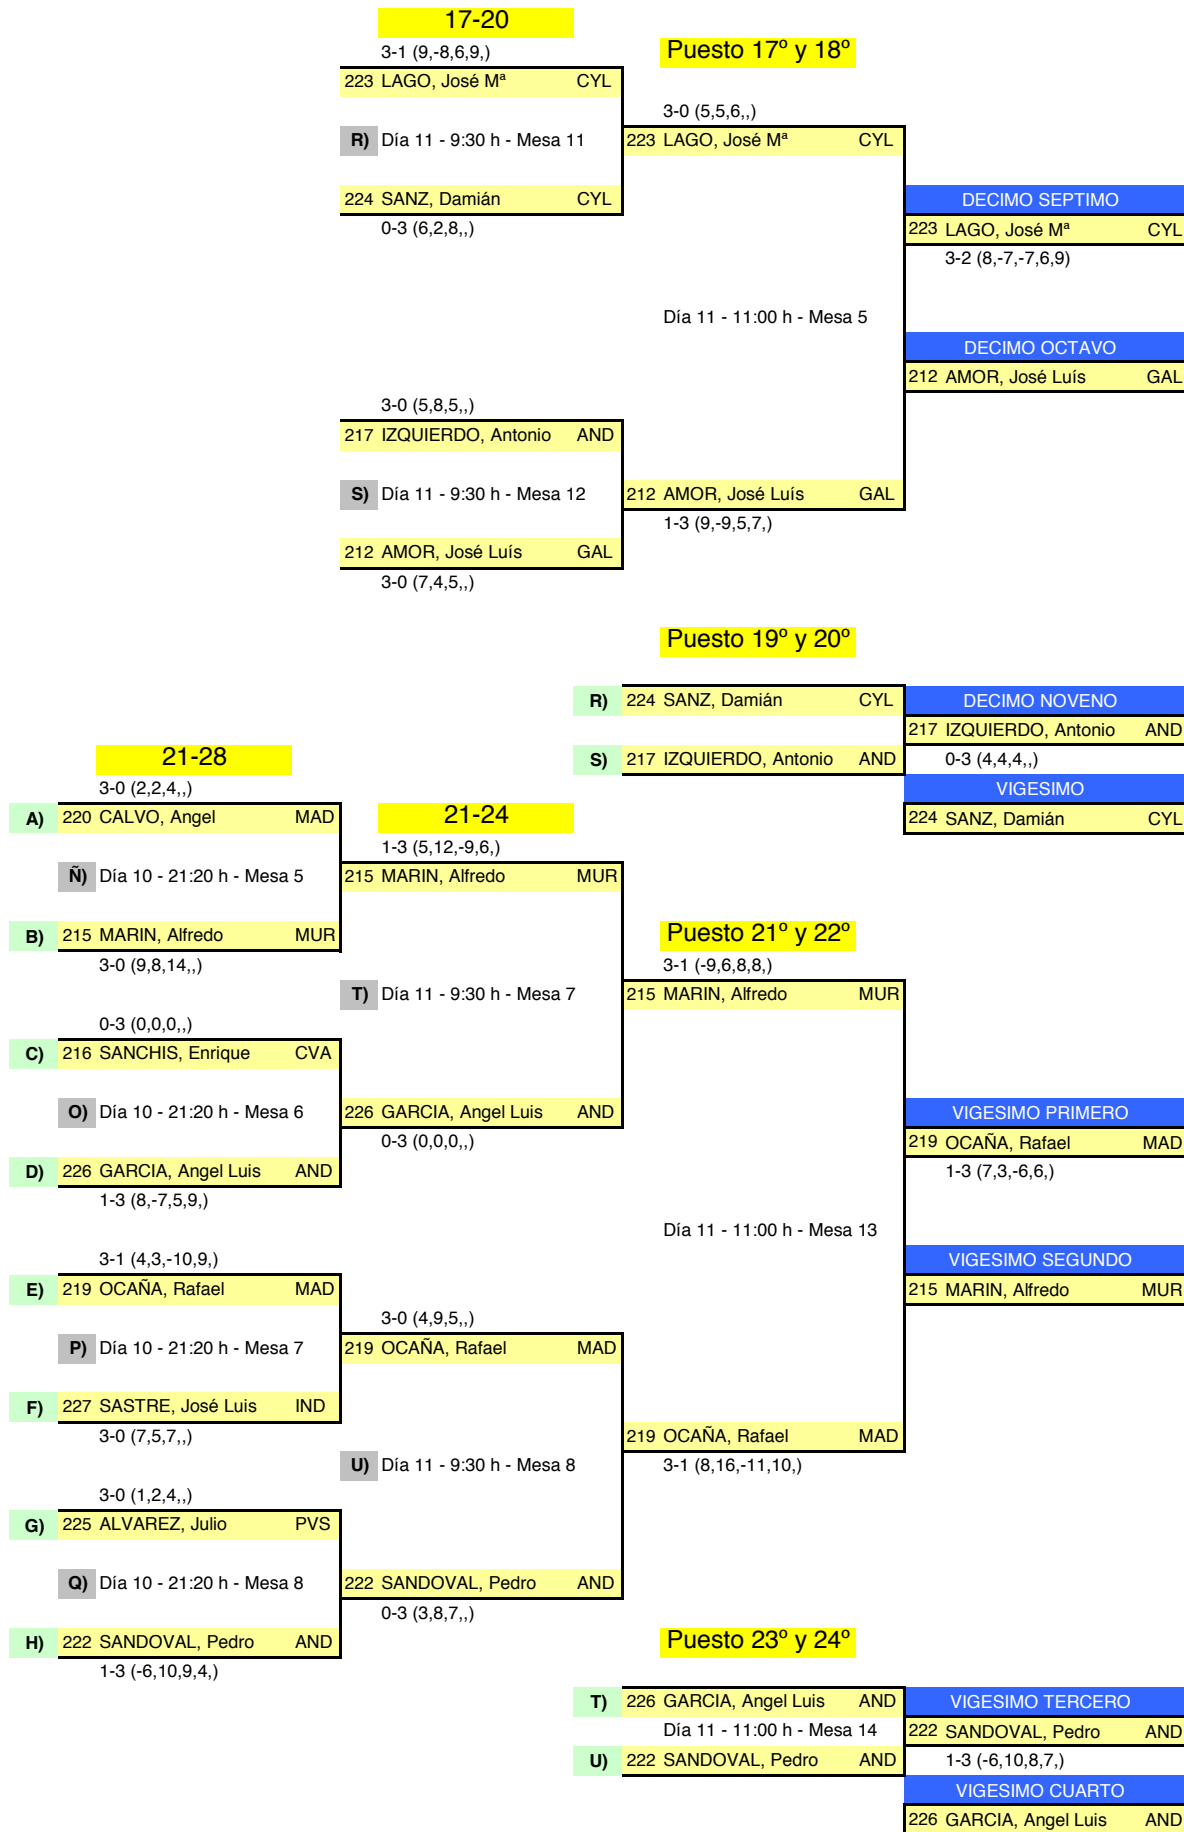 17-20
3-1 (9,-8,6,9,)
Puesto 17º y 18º
223 LAGO, José Mª CYL
3-0 (5,5,6,,)
R) Día 11 - 9:30 h - Mesa 11
223 LAGO, José Mª CYL
224 SANZ, Damián CYL
DECIMO SEPTIMO
0-3 (6,2,8,,)
223 LAGO, José Mª CYL
3-2 (8,-7,-7,6,9)
Día 11 - 11:00 h - Mesa 5
DECIMO OCTAVO
212 AMOR, José Luís GAL
3-0 (5,8,5,,)
217 IZQUIERDO, Antonio AND
S) Día 11 - 9:30 h - Mesa 12
212 AMOR, José Luís GAL
1-3 (9,-9,5,7,)
212 AMOR, José Luís GAL
3-0 (7,4,5,,)
Puesto 19º y 20º
R) 224 SANZ, Damián CYL
DECIMO NOVENO
217 IZQUIERDO, Antonio AND
21-28
S) 217 IZQUIERDO, Antonio AND
0-3 (4,4,4,,)
3-0 (2,2,4,,)
VIGESIMO
A) 220 CALVO, Angel MAD
21-24
224 SANZ, Damián CYL
1-3 (5,12,-9,6,)
Ñ) Día 10 - 21:20 h - Mesa 5
215 MARIN, Alfredo MUR
B) 215 MARIN, Alfredo MUR
Puesto 21º y 22º
3-0 (9,8,14,,)
3-1 (-9,6,8,8,)
T) Día 11 - 9:30 h - Mesa 7
215 MARIN, Alfredo MUR
0-3 (0,0,0,,)
C) 216 SANCHIS, Enrique CVA
O) Día 10 - 21:20 h - Mesa 6
226 GARCIA, Angel Luis AND
VIGESIMO PRIMERO
0-3 (0,0,0,,)
219 OCAÑA, Rafael MAD
D) 226 GARCIA, Angel Luis AND
1-3 (7,3,-6,6,)
1-3 (8,-7,5,9,)
Día 11 - 11:00 h - Mesa 13
3-1 (4,3,-10,9,)
VIGESIMO SEGUNDO
E) 219 OCAÑA, Rafael MAD
215 MARIN, Alfredo MUR
3-0 (4,9,5,,)
P) Día 10 - 21:20 h - Mesa 7
219 OCAÑA, Rafael MAD
F) 227 SASTRE, José Luis IND
3-0 (7,5,7,,)
219 OCAÑA, Rafael MAD
U) Día 11 - 9:30 h - Mesa 8
3-1 (8,16,-11,10,)
3-0 (1,2,4,,)
G) 225 ALVAREZ, Julio PVS
Q) Día 10 - 21:20 h - Mesa 8
222 SANDOVAL, Pedro AND
0-3 (3,8,7,,)
H) 222 SANDOVAL, Pedro AND
Puesto 23º y 24º
1-3 (-6,10,9,4,)
T) 226 GARCIA, Angel Luis AND
VIGESIMO TERCERO
Día 11 - 11:00 h - Mesa 14
222 SANDOVAL, Pedro AND
U) 222 SANDOVAL, Pedro AND
1-3 (-6,10,8,7,)
VIGESIMO CUARTO
226 GARCIA, Angel Luis AND